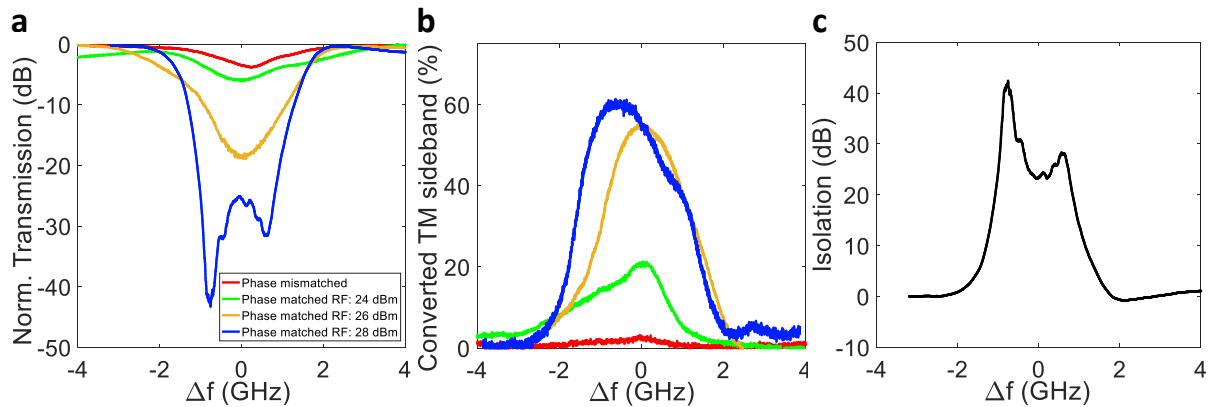 a
0
-10
-20
-30
-40
-50
-4
-2
0
2
4
Norm. Transmission (dB)
Δf (GHz)
Phase mismatched
Phase matched RF: 24 dBm
Phase matched RF: 26 dBm
Phase matched RF: 28 dBm
b
60
40
20
0
-4
-2
0
2
4
Converted TM sideband (%)
Δf (GHz)
c
50
40
30
20
10
0
-10
-4
-2
0
2
4
Isolation (dB)
Δf (GHz)